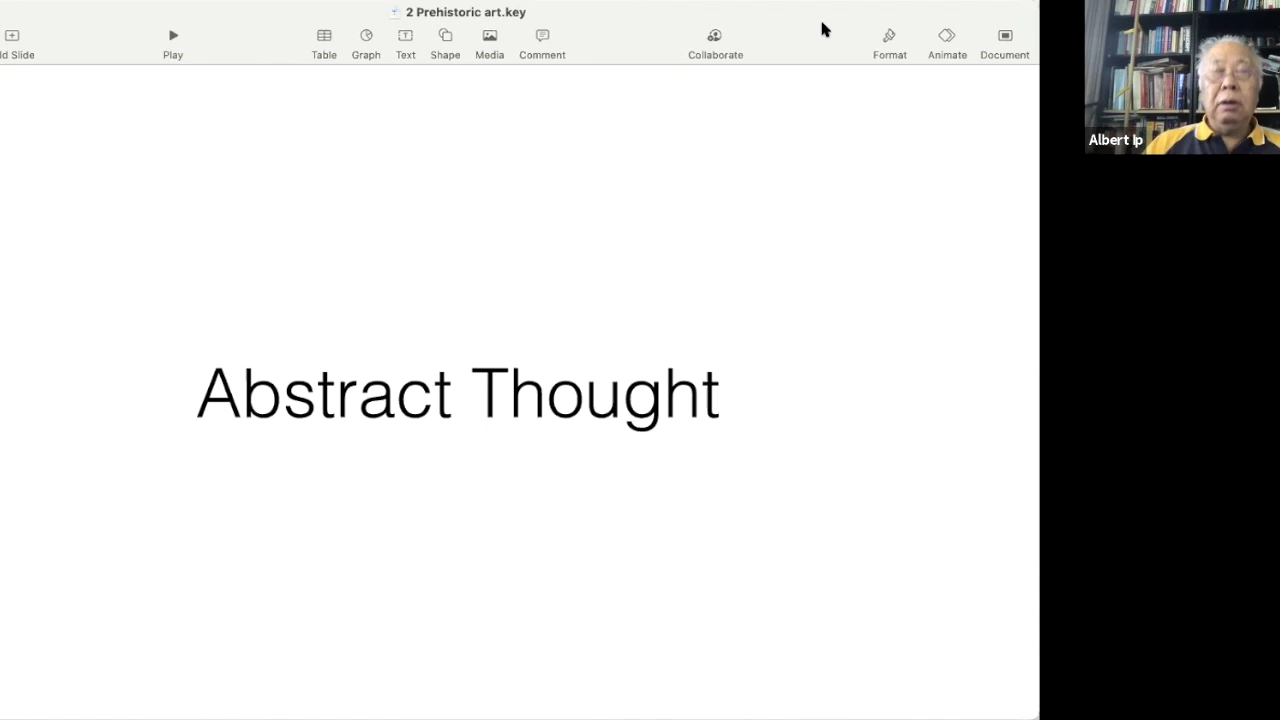 2 Prehistoric art.key
dd Slide
Play
Table
Graph
Text
Shape
Media
Comment
Collaborate
Format
Animate
Document
Albert Ip
Abstract Thought